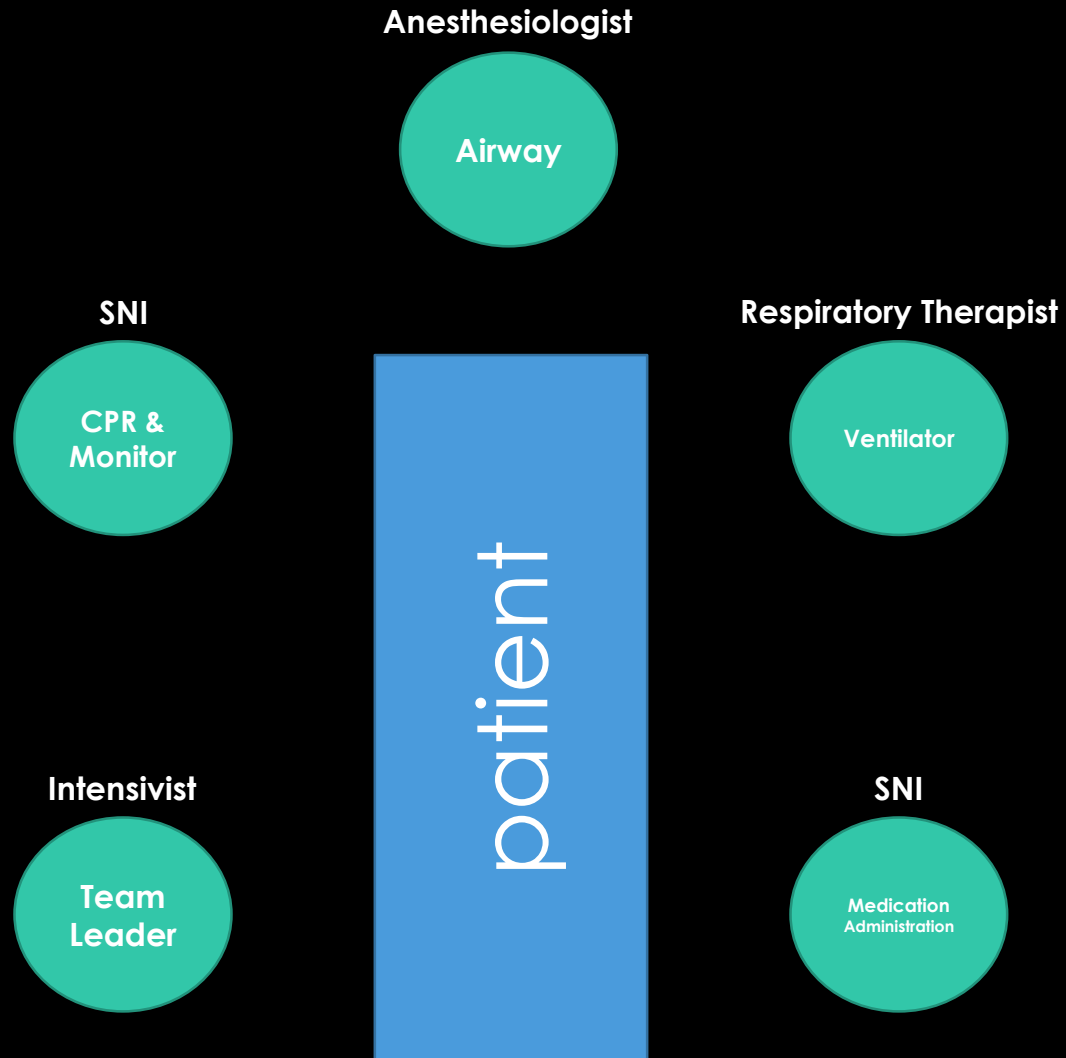 Anesthesiologist
Airway
SNI
CPR &
Monitor
Respiratory Therapist
Ventilator
patient
Intensivist
Team
Leader
SNI
Medication
Administration